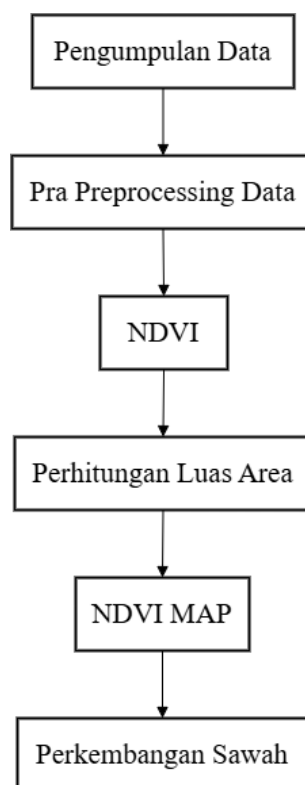 Pengumpulan Data
Pra Preprocessing Data
NDVI
Perhitungan Luas Area
NDVI MAP
Perkembangan Sawah